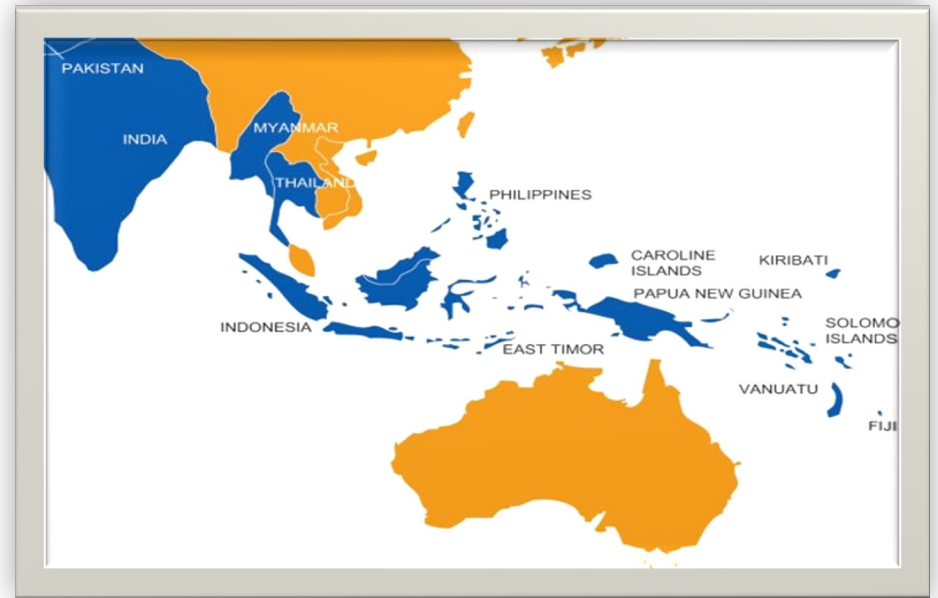 PAKISTAN
INDIA
MYANMAR
THAILAND
PHILIPPINES
CAROLINE
ISLANDS
KIRIBATI
PAPUA NEW GUINEA
INDONESIA
EAST TIMOR
SOLOMO
ISLANDS
VANUATU
FIJI